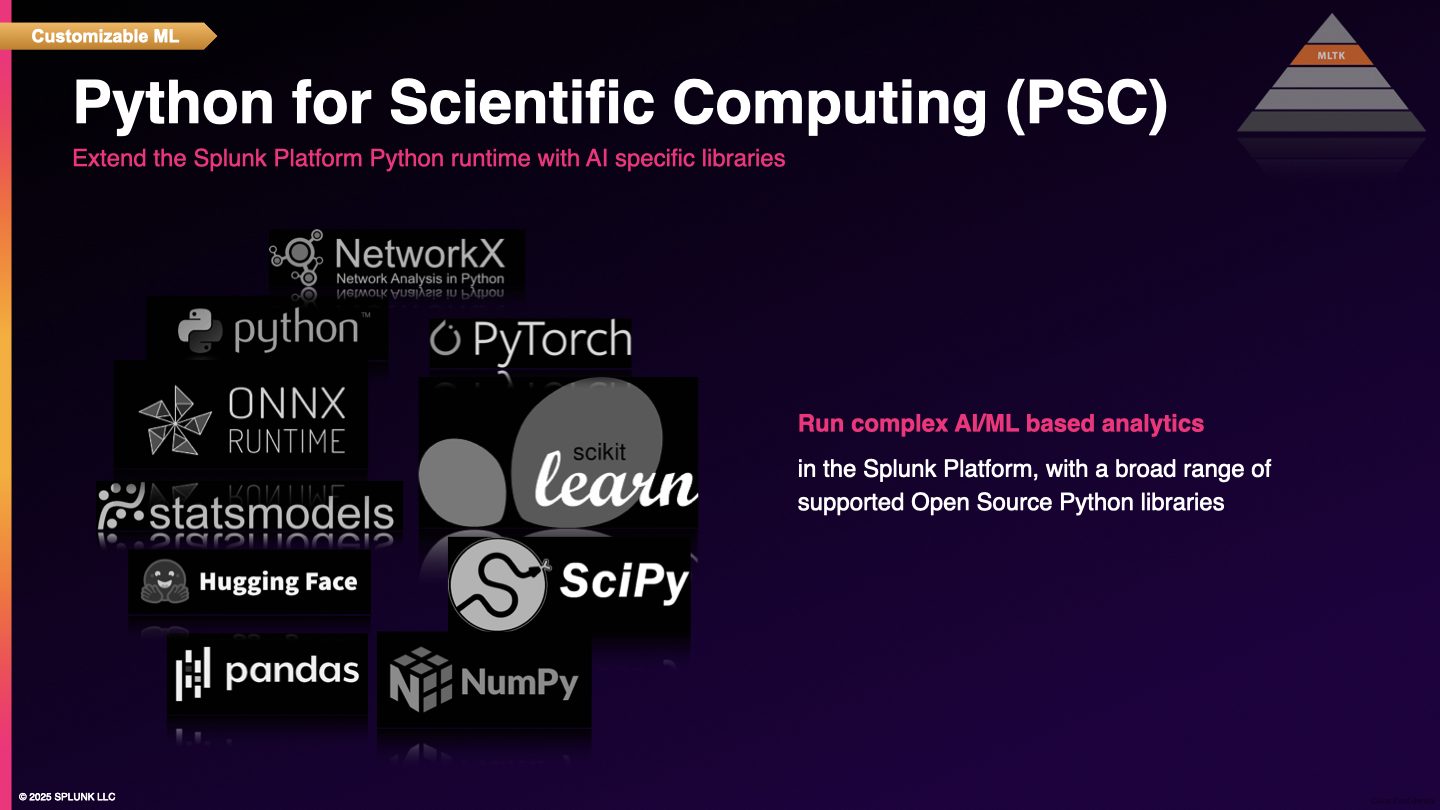 Customizable ML
MLTK
Python for Scientific Computing (PSC)
Extend the Splunk Platform Python runtime with AI specific libraries
NetworkX
Network Analysis in Python
python™
PyTorch
ONNX
RUNTIME
scikit
learn
statsmodels
Hugging Face
SciPy
pandas
NumPy
Run complex AI/ML based analytics
in the Splunk Platform, with a broad range of
supported Open Source Python libraries
© 2025 SPLUNK LLC